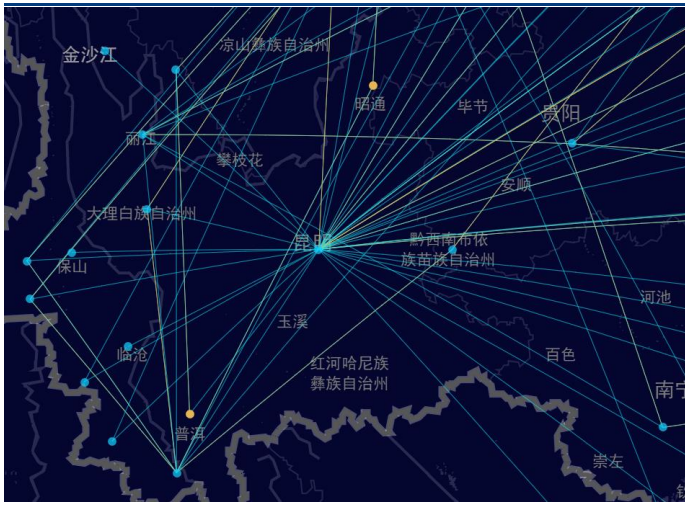 凉山彝族自治州
金沙江
昭通
毕节
贵阳
丽江
攀枝花
安顺
大理白族自治州
昆明
黔西南布依
族苗族自治州
保山
河池
玉溪
临沧
红河哈尼族
彝族自治州
百色
南宁
普洱
崇左
钦